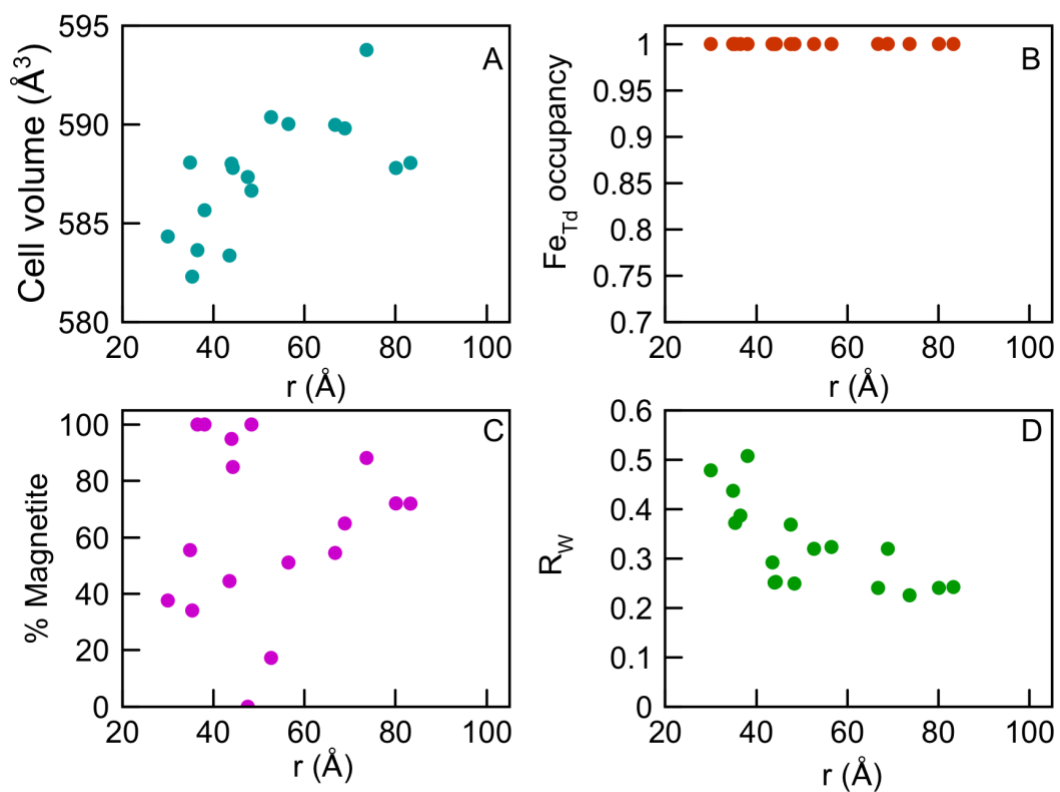 595
590
585
580
Cell volume (Å³)
A
20 40 60 80 100
r (Å)
1
0.95
0.9
0.85
0.8
0.75
0.7
Fe_Td occupancy
B
20 40 60 80 100
r (Å)
100
80
60
40
20
0
% Magnetite
C
20 40 60 80 100
r (Å)
0.6
0.5
0.4
0.3
0.2
0.1
0
R_W
D
20 40 60 80 100
r (Å)